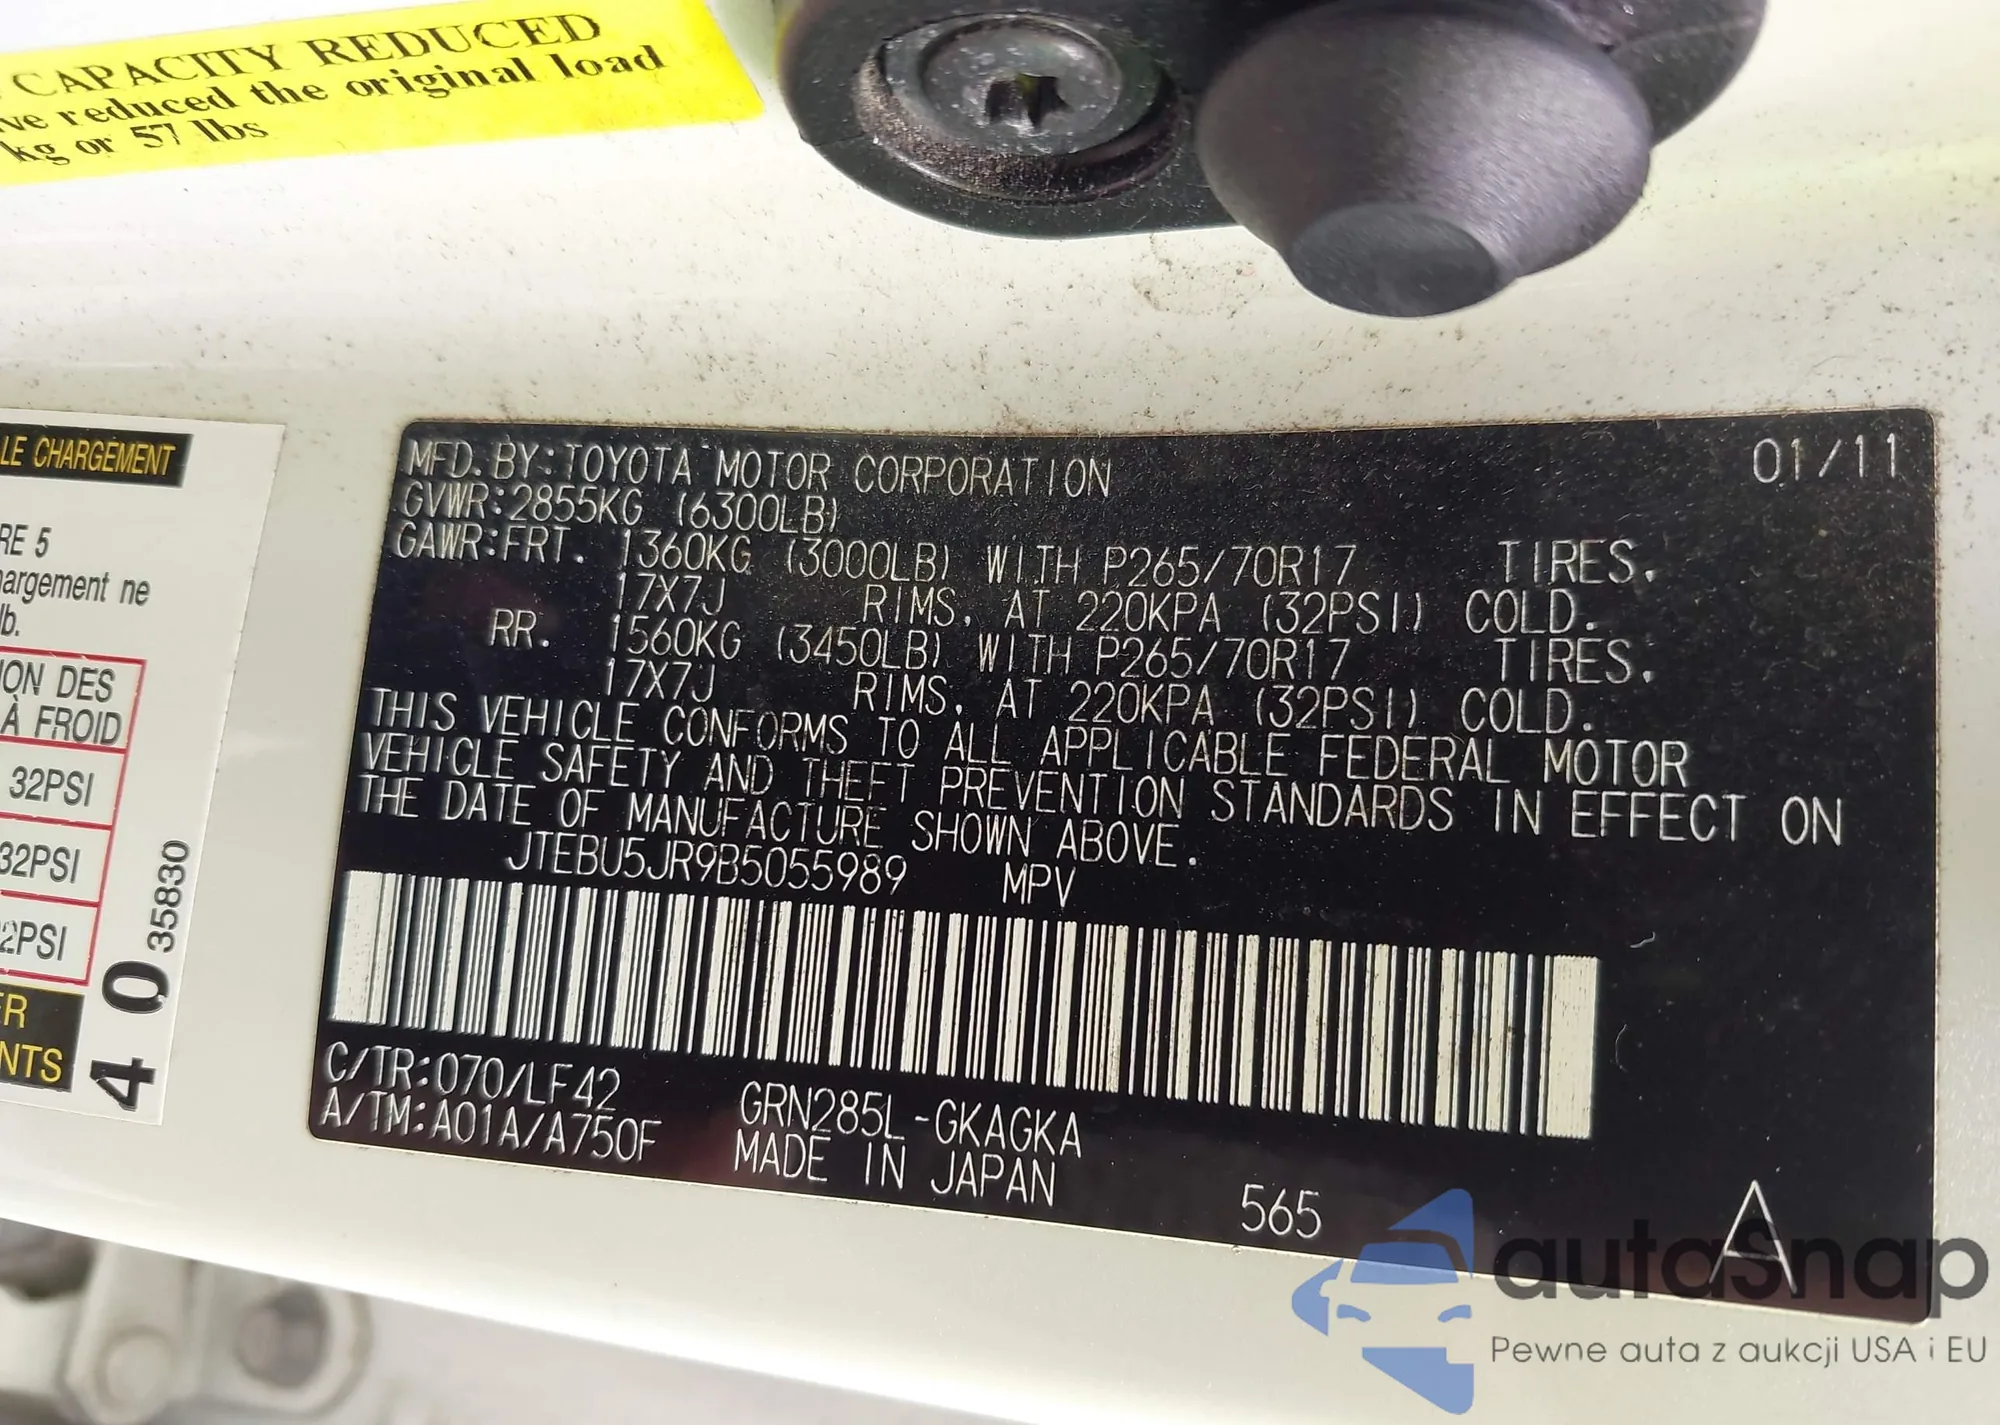 CAPACITY REDUCED
ve reduced the original load
kg or 57 lbs
LE CHARGEMENT
RE 5
hargement ne
lb.
ION DES
À FROID
32PSI
32PSI
2PSI
ER
NTS
4 0 35830
01/11
MFD. BY:TOYOTA MOTOR CORPORATION
GVWR:2855KG (6300LB)
GAWR:FRT. 1360KG (3000LB) WITH P265/70R17 TIRES,
17X7J RIMS, AT 220KPA (32PSI) COLD.
RR. 1560KG (3450LB) WITH P265/70R17 TIRES,
17X7J RIMS, AT 220KPA (32PSI) COLD.
THIS VEHICLE CONFORMS TO ALL APPLICABLE FEDERAL MOTOR
VEHICLE SAFETY AND THEFT PREVENTION STANDARDS IN EFFECT ON
THE DATE OF MANUFACTURE SHOWN ABOVE.
JTEBU5JR9B5055989 MPV
C/TR:070/LF42
A/TM:A01A/A750F
GRN285L-GKAGKA
MADE IN JAPAN
565
A
autaSnap
Pewne auta z aukcji USA i EU